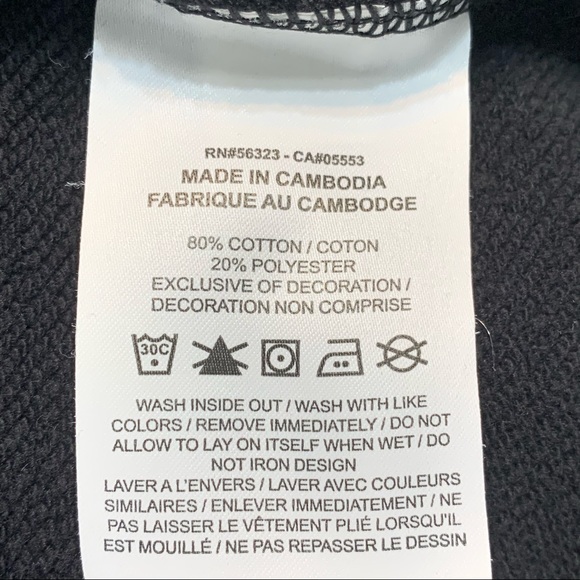 RN#56323 - CA#05553
MADE IN CAMBODIA
FABRIQUE AU CAMBODGE
80% COTTON / COTON
20% POLYESTER
EXCLUSIVE OF DECORATION /
DECORATION NON COMPRISE
30C
WASH INSIDE OUT / WASH WITH LIKE
COLORS / REMOVE IMMEDIATELY / DO NOT
ALLOW TO LAY ON ITSELF WHEN WET / DO
NOT IRON DESIGN
LAVER A L'ENVERS / LAVER AVEC COULEURS
SIMILAIRES / ENLEVER IMMEDIATEMENT / NE
PAS LAISSER LE VÊTEMENT PLIÉ LORSQU'IL
EST MOUILLÉ / NE PAS REPASSER LE DESSIN